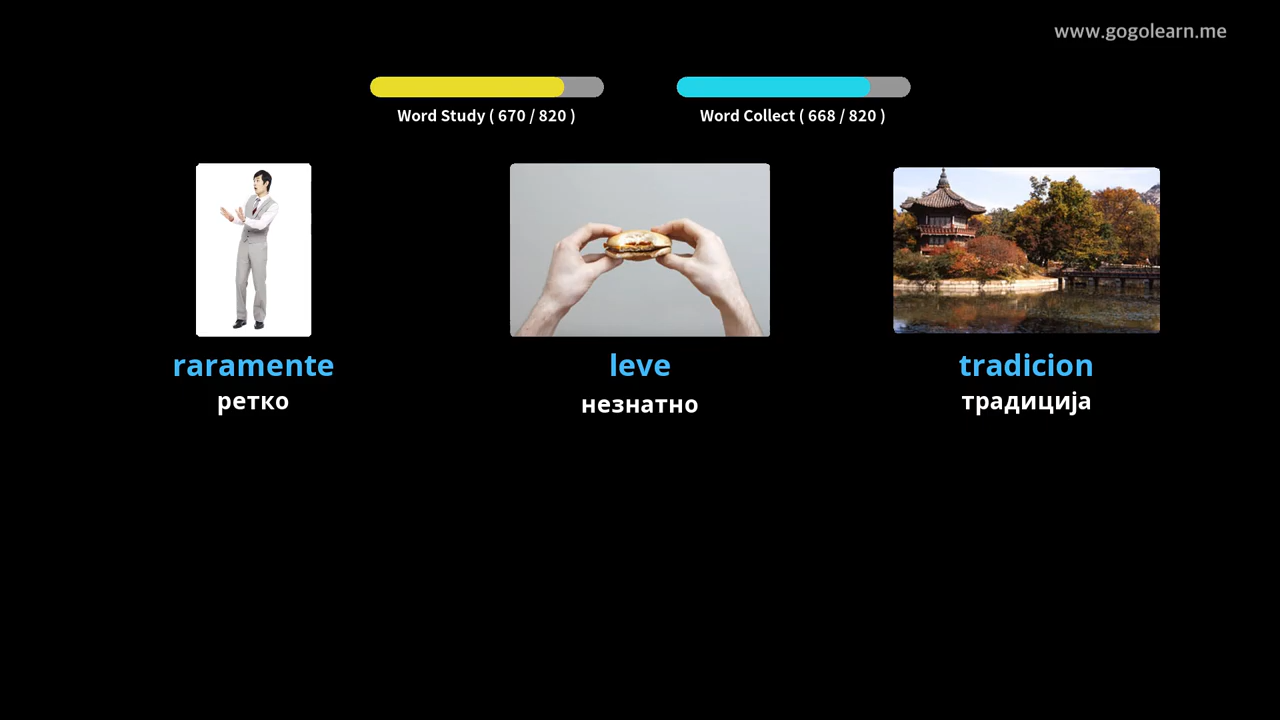 www.gogolearn.me
Word Study ( 670 / 820 )
Word Collect ( 668 / 820 )
raramente
ретко
leve
незнатно
tradicion
традиција